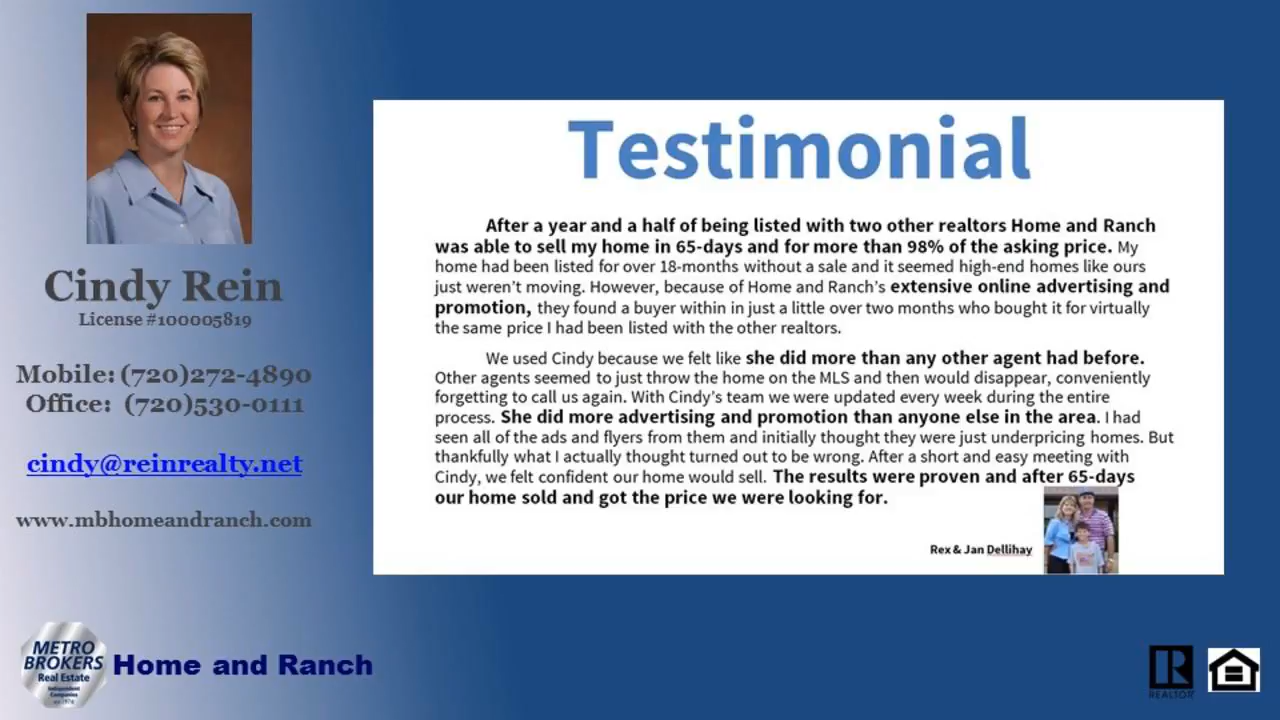 Cindy Rein
License #100005819
Mobile: (720)272-4890
Office: (720)530-0111
cindy@reinrealty.net
www.mbhomeandranch.com
METRO
BROKERS
Real Estate
Independent
Companies
Home and Ranch
Testimonial
After a year and a half of being listed with two other realtors Home and Ranch
was able to sell my home in 65-days and for more than 98% of the asking price. My
home had been listed for over 18-months without a sale and it seemed high-end homes like ours
just weren't moving. However, because of Home and Ranch's extensive online advertising and
promotion, they found a buyer within in just a little over two months who bought it for virtually
the same price I had been listed with the other realtors.
We used Cindy because we felt like she did more than any other agent had before.
Other agents seemed to just throw the home on the MLS and then would disappear, conveniently
forgetting to call us again. With Cindy's team we were updated every week during the entire
process. She did more advertising and promotion than anyone else in the area. I had
seen all of the ads and flyers from them and initially thought they were just underpricing homes. But
thankfully what I actually thought turned out to be wrong. After a short and easy meeting with
Cindy, we felt confident our home would sell. The results were proven and after 65-days
our home sold and got the price we were looking for.
Rex & Jan Dellihay
R
REALTOR